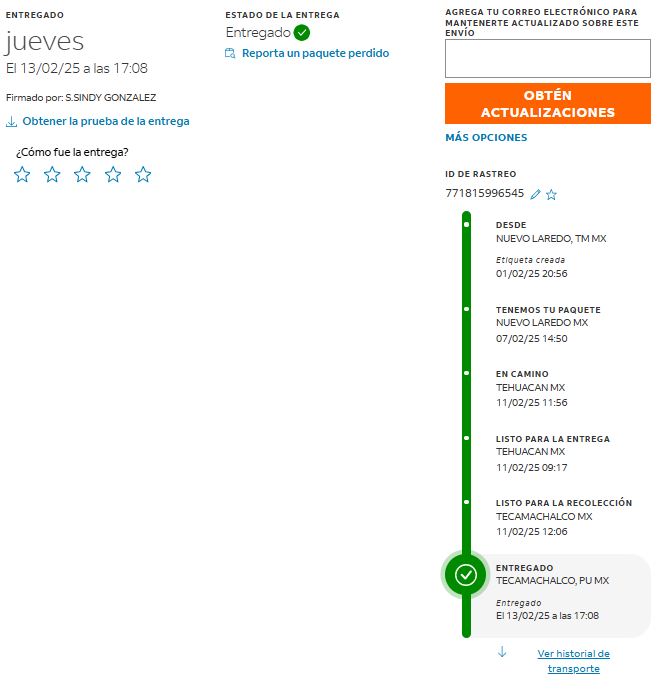 ENTREGADO
jueves
El 13/02/25 a las 17:08
Firmado por: S.SINDY GONZALEZ
Obtener la prueba de la entrega
¿Cómo fue la entrega?
ESTADO DE LA ENTREGA
Entregado
Reporta un paquete perdido
AGREGA TU CORREO ELECTRÓNICO PARA
MANTENERTE ACTUALIZADO SOBRE ESTE
ENVÍO
OBTÉN
ACTUALIZACIONES
MÁS OPCIONES
ID DE RASTREO
771815996545
DESDE
NUEVO LAREDO, TM MX
Etiqueta creada
01/02/25 20:56
TENEMOS TU PAQUETE
NUEVO LAREDO MX
07/02/25 14:50
EN CAMINO
TEHUACAN MX
11/02/25 11:56
LISTO PARA LA ENTREGA
TEHUACAN MX
11/02/25 09:17
LISTO PARA LA RECOLECCIÓN
TECAMACHALCO MX
11/02/25 12:06
ENTREGADO
TECAMACHALCO, PU MX
Entregado
El 13/02/25 a las 17:08
Ver historial de
transporte